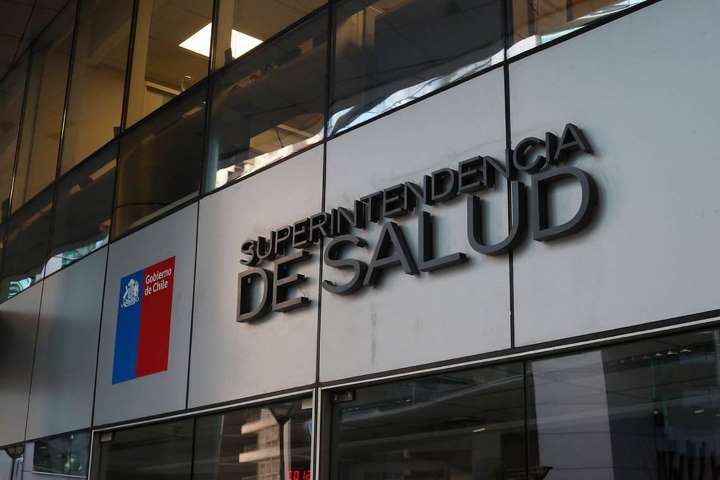 Gobierno
de Chile
SUPERINTENDENCIA
DE SALUD